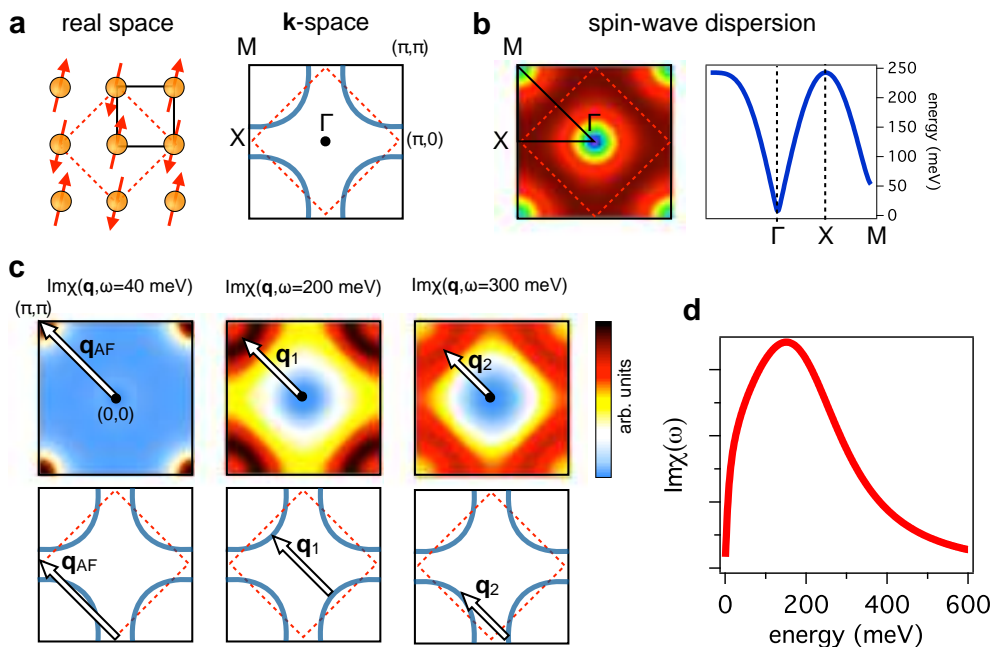 a real space k-space
M (π,π)
X Γ (π,0)
b spin-wave dispersion
M
X Γ
250
200
150
100
50
0
energy (meV)
Γ X M
c
Imχ(q,ω=40 meV) Imχ(q,ω=200 meV) Imχ(q,ω=300 meV)
(π,π)
qAF q1 q2
(0,0)
arb. units
qAF q1 q2
d
Imχ(ω)
0 200 400 600
energy (meV)